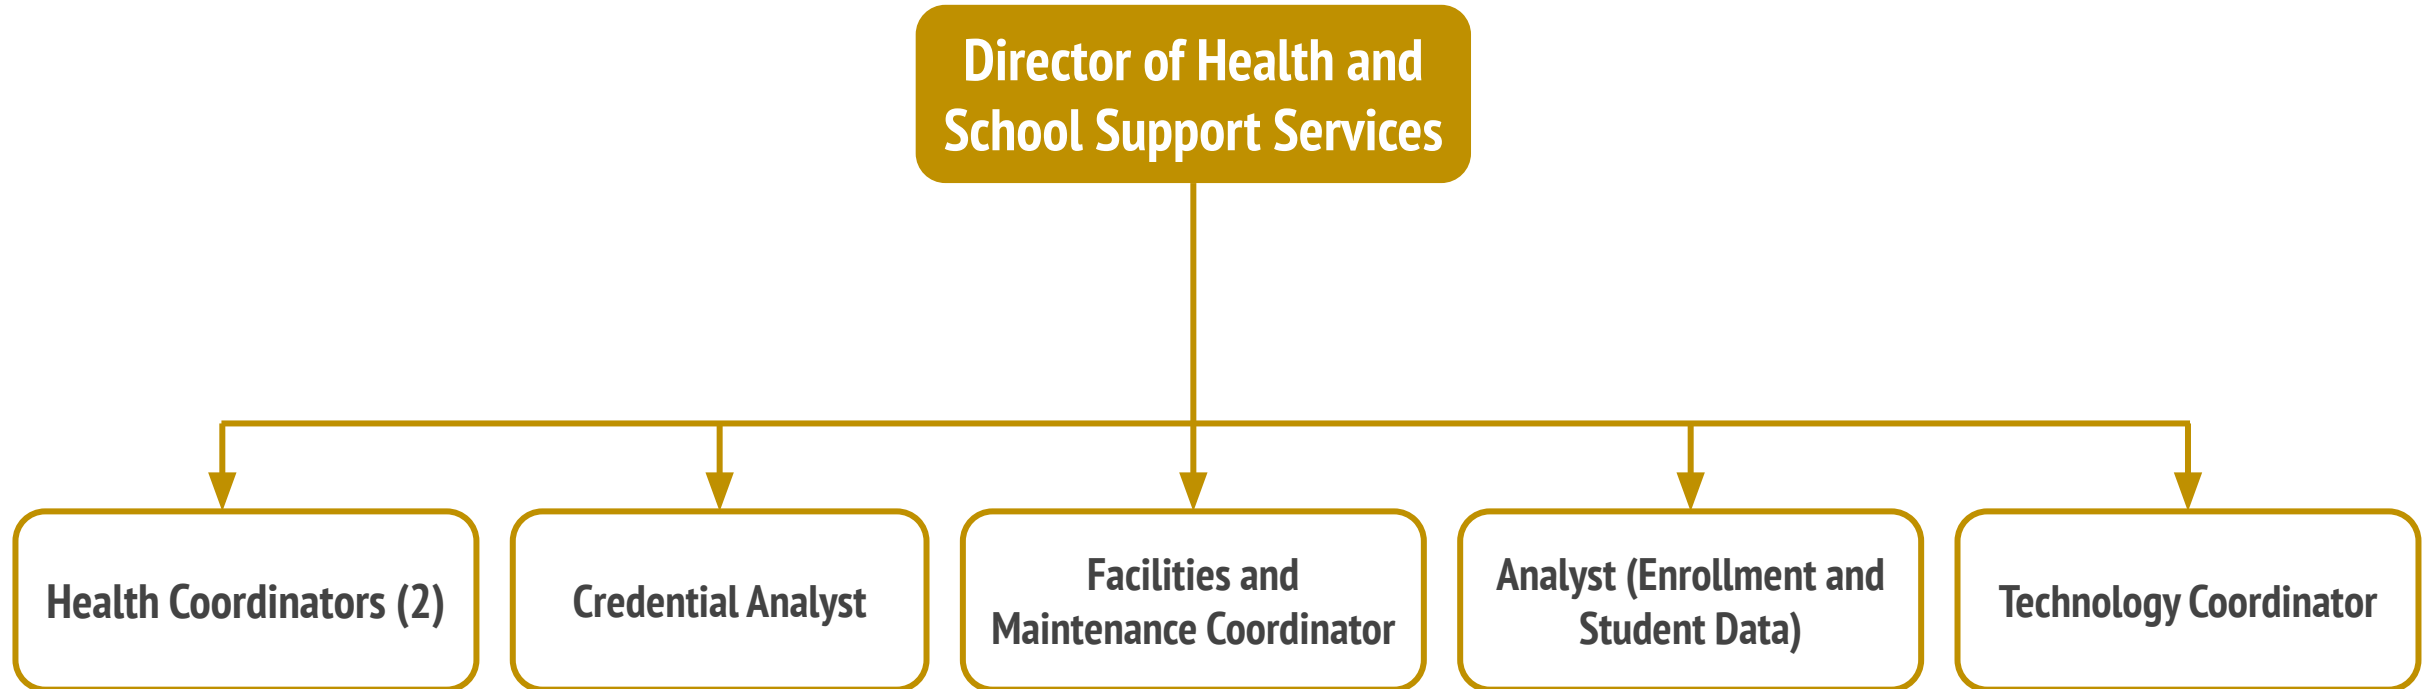 Director of Health and
School Support Services
Health Coordinators (2)
Credential Analyst
Facilities and
Maintenance Coordinator
Analyst (Enrollment and
Student Data)
Technology Coordinator